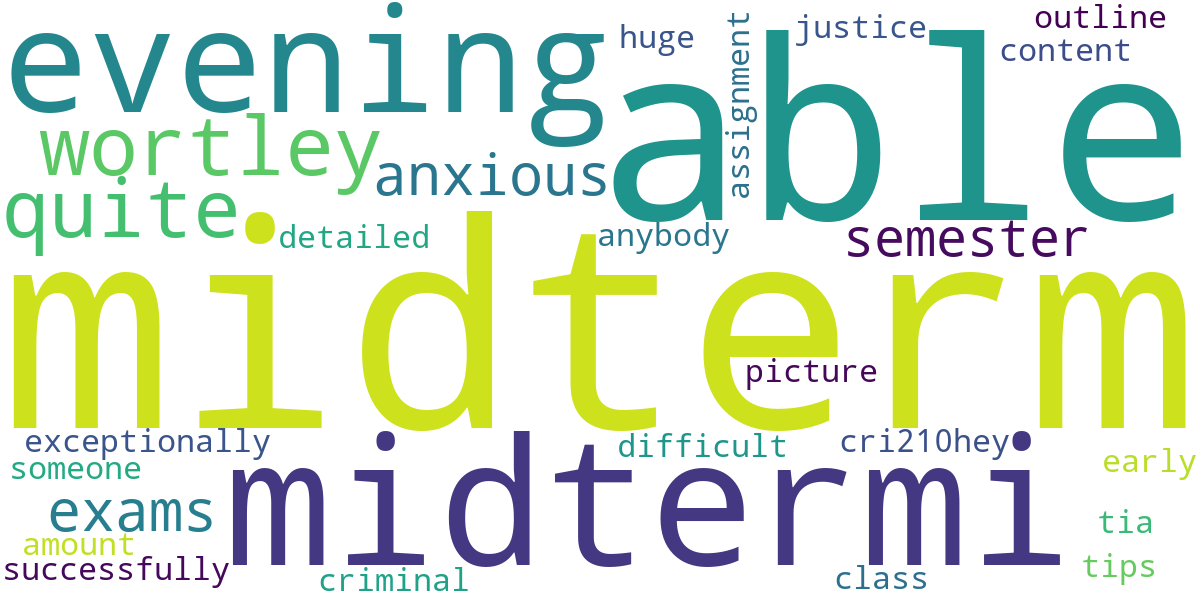 evening
huge
assignment
justice
outline
content
able
wortley
anxious
quite
detailed
anybody
semester
midterm
picture
exceptionally
difficult
cri210hey
someone
early
midtermi
exams
tia
amount
successfully
criminal
class
tips